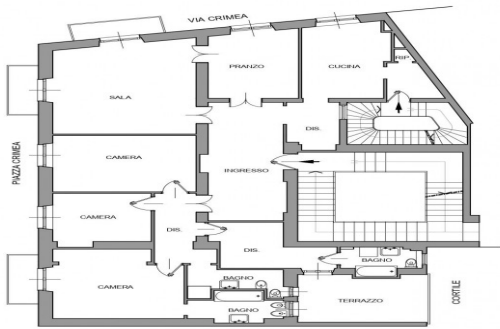 VIA CRIMEA
PRANZO
CUCINA
RIP.
SALA
DIS.
PIAZZA CRIMEA
CAMERA
INGRESSO
CAMERA
DIS.
DIS.
BAGNO
CAMERA
BAGNO
TERRAZZO
CORTILE
BAGNO